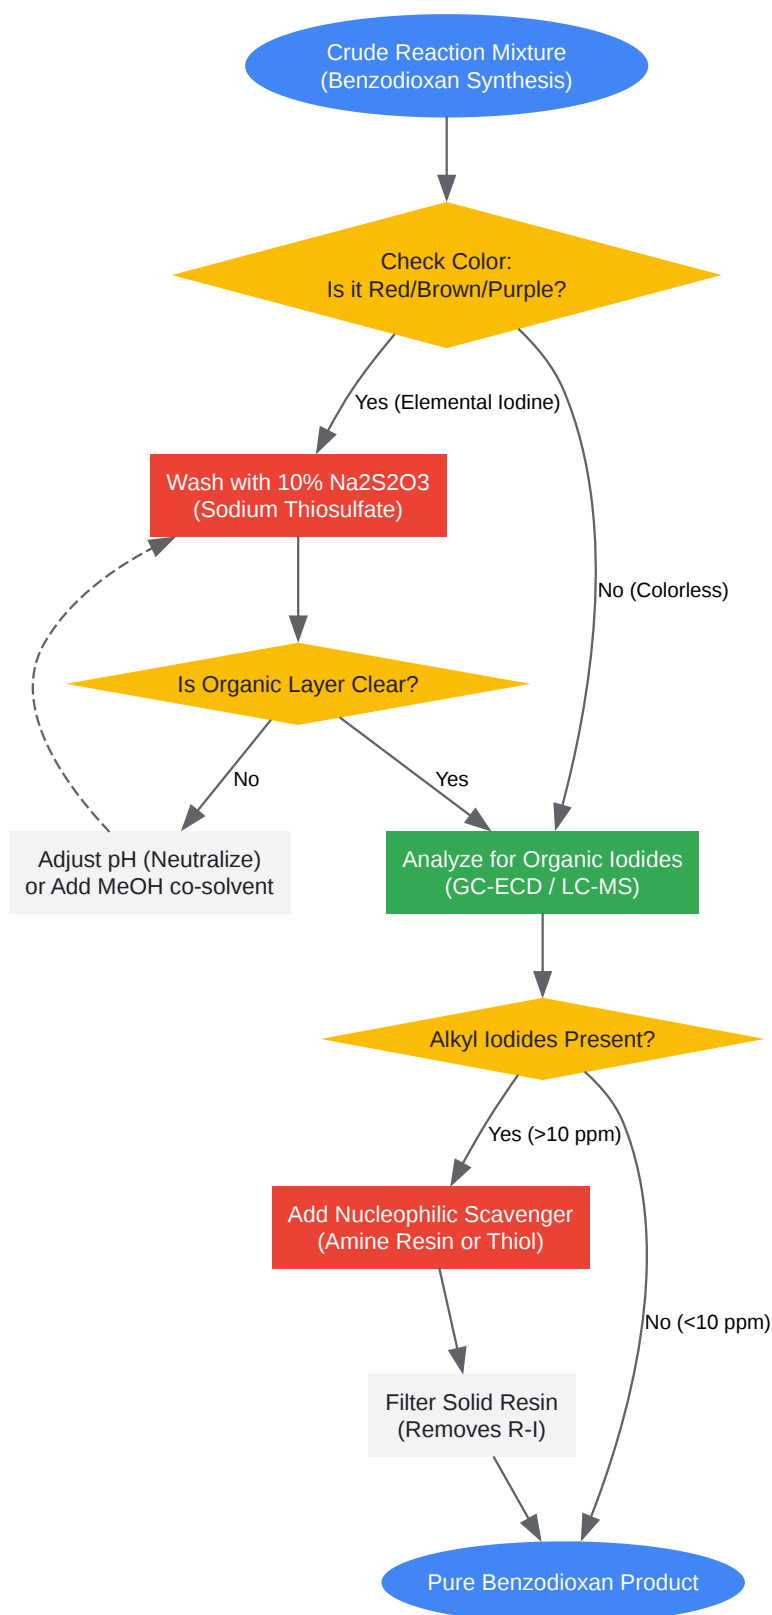 Crude Reaction Mixture
(Benzodioxan Synthesis)
Check Color:
Is it Red/Brown/Purple?
Yes (Elemental Iodine)
Wash with 10% Na2S2O3
(Sodium Thiosulfate)
No (Colorless)
Is Organic Layer Clear?
No
Yes
Adjust pH (Neutralize)
or Add MeOH co-solvent
Analyze for Organic Iodides
(GC-ECD / LC-MS)
Alkyl Iodides Present?
Yes (>10 ppm)
Add Nucleophilic Scavenger
(Amine Resin or Thiol)
No (<10 ppm)
Filter Solid Resin
(Removes R-I)
Pure Benzodioxan Product